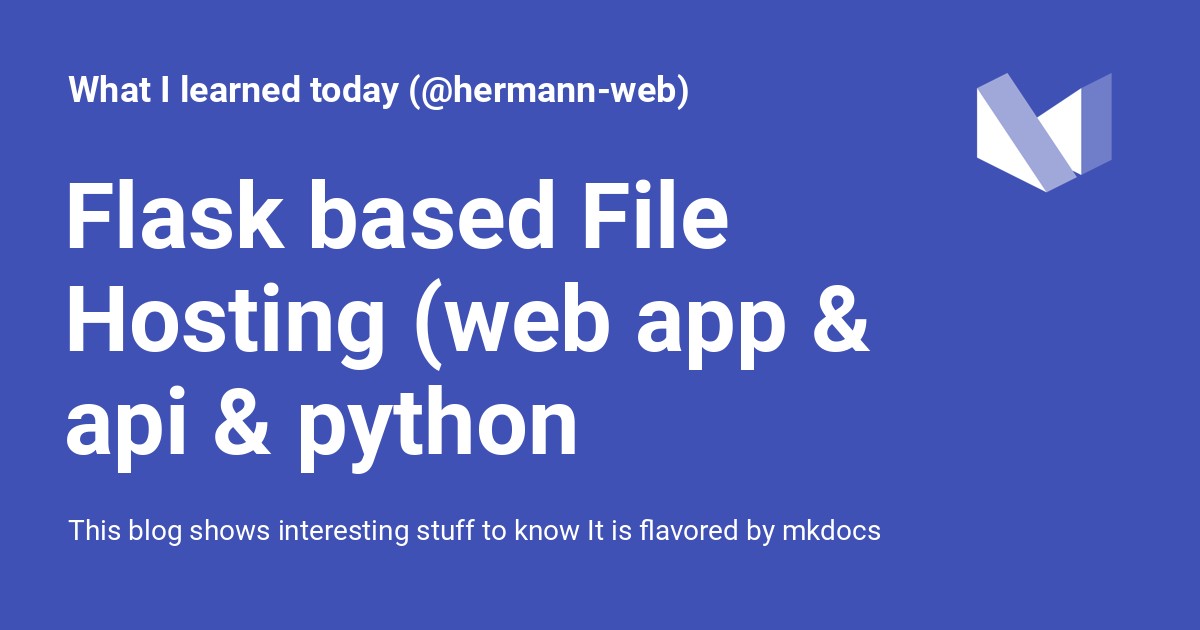 What I learned today (@hermann-web)
Flask based File
Hosting (web app &
api & python
This blog shows interesting stuff to know It is flavored by mkdocs